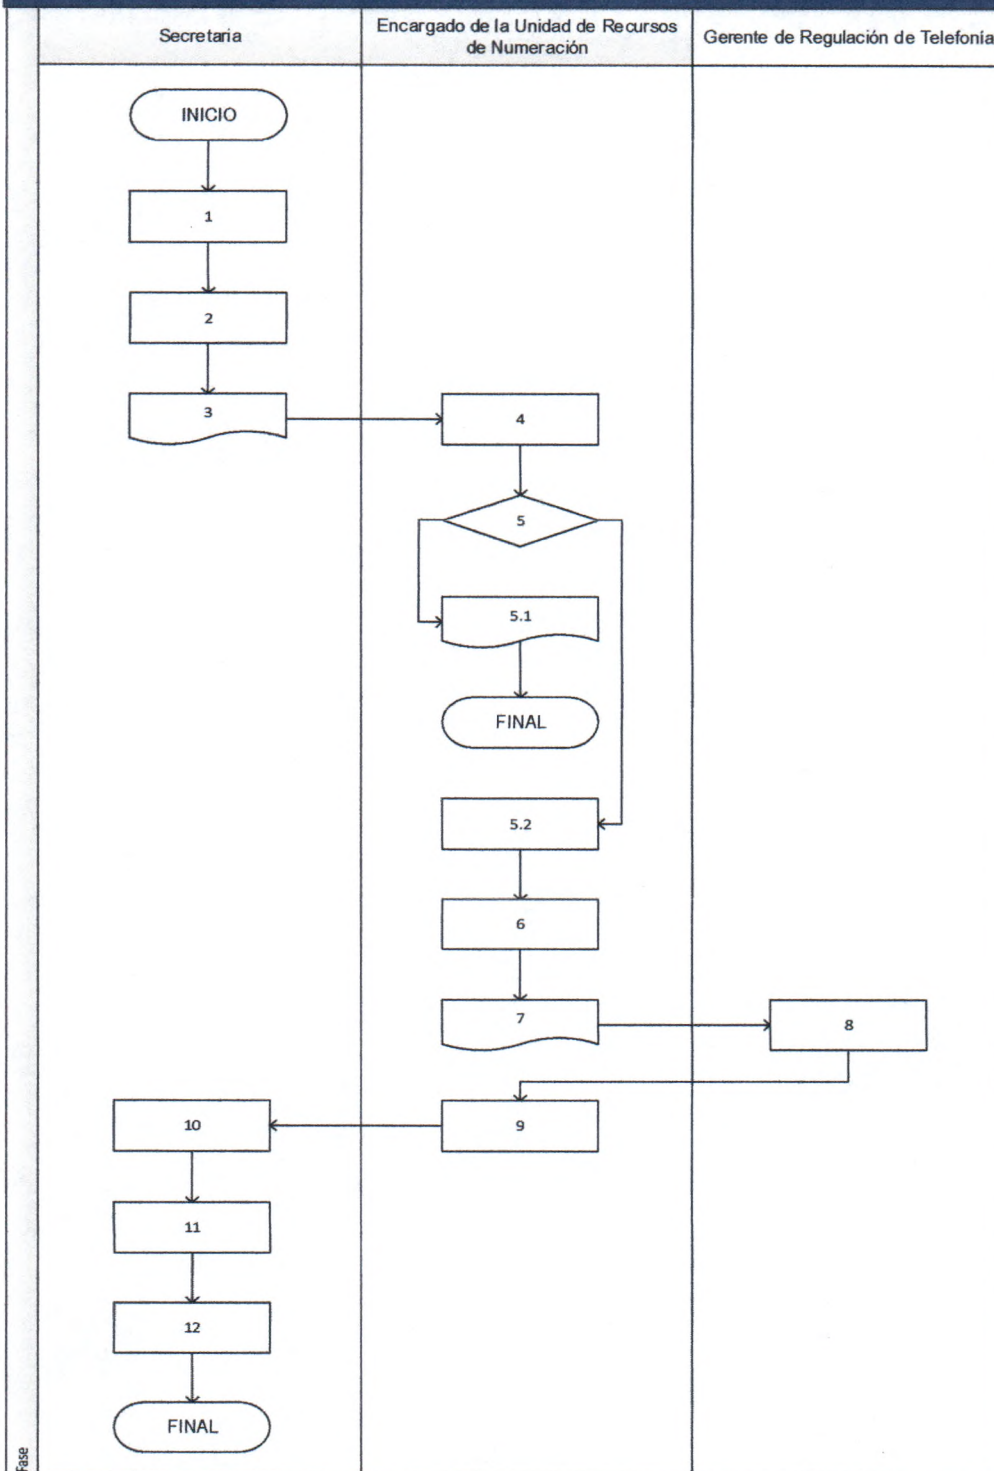 Secretaria
Encargado de la Unidad de Recursos
de Numeración
Gerente de Regulación de Telefonía
INICIO
1
2
3
4
5
5.1
FINAL
5.2
6
7
8
9
10
11
12
FINAL
Fase